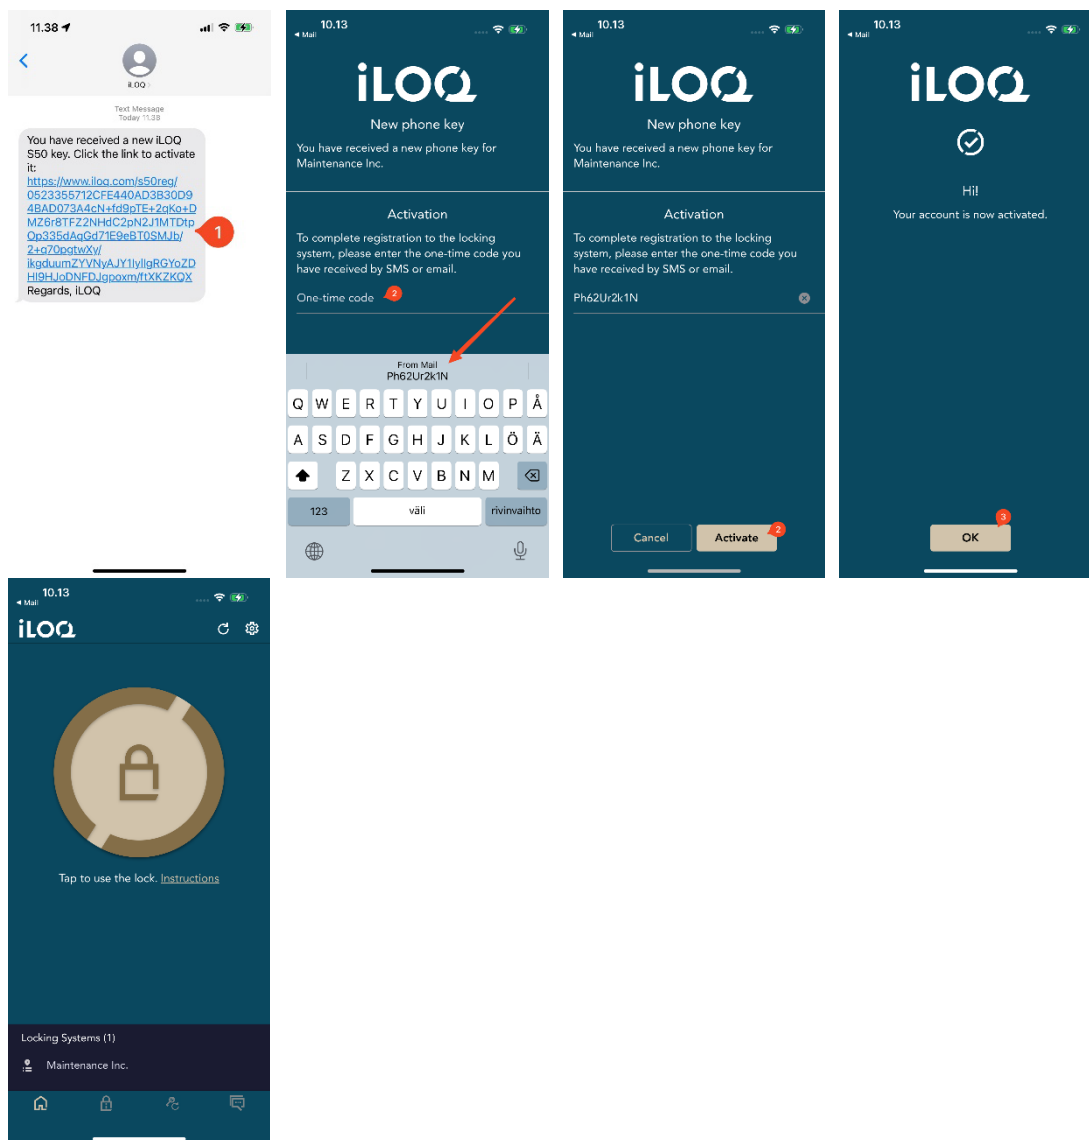 11.38
iLOQ
Text Message
Today 11.38
You have received a new iLOQ
S50 key. Click the link to activate
it:
https://www.iloq.com/s50reg/
0523355712CFE440AD3B30D9
4BAD073A4cN+fd9pTE+2qKo+D
MZ6r8TFZ2NHdC2pN2J1MTDtp
Op335dAqGd71E9eBT0SMJb/
2+q70pgtwXy/
ikgduumZYVNyAJY1IylIgRGYoZD
HI9HJoDNFDJgpoxm/ftXKZKQX
Regards, iLOQ
1
10.13
Mail
iLOQ
New phone key
You have received a new phone key for
Maintenance Inc.
Activation
To complete registration to the locking
system, please enter the one-time code you
have received by SMS or email.
One-time code
2
From Mail
Ph62Ur2k1N
Q W E R T Y U I O P Å
A S D F G H J K L Ö Ä
Z X C V B N M
123 väli rivinvaihto
10.13
Mail
iLOQ
New phone key
You have received a new phone key for
Maintenance Inc.
Activation
To complete registration to the locking
system, please enter the one-time code you
have received by SMS or email.
Ph62Ur2k1N
Cancel Activate
2
10.13
Mail
iLOQ
Hi!
Your account is now activated.
3
OK
10.13
Mail
iLOQ
Tap to use the lock. Instructions
Locking Systems (1)
Maintenance Inc.